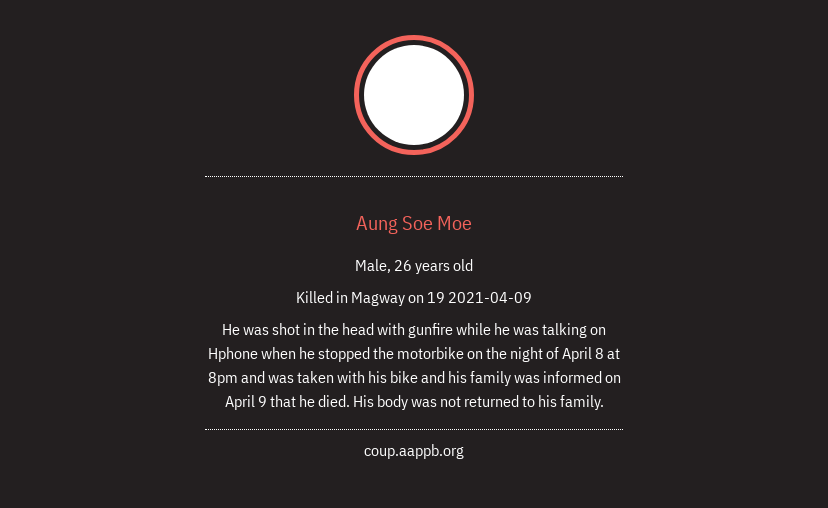 Aung Soe Moe
Male, 26 years old
Killed in Magway on 19 2021-04-09
He was shot in the head with gunfire while he was talking on
Hphone when he stopped the motorbike on the night of April 8 at
8pm and was taken with his bike and his family was informed on
April 9 that he died. His body was not returned to his family.
coup.aappb.org